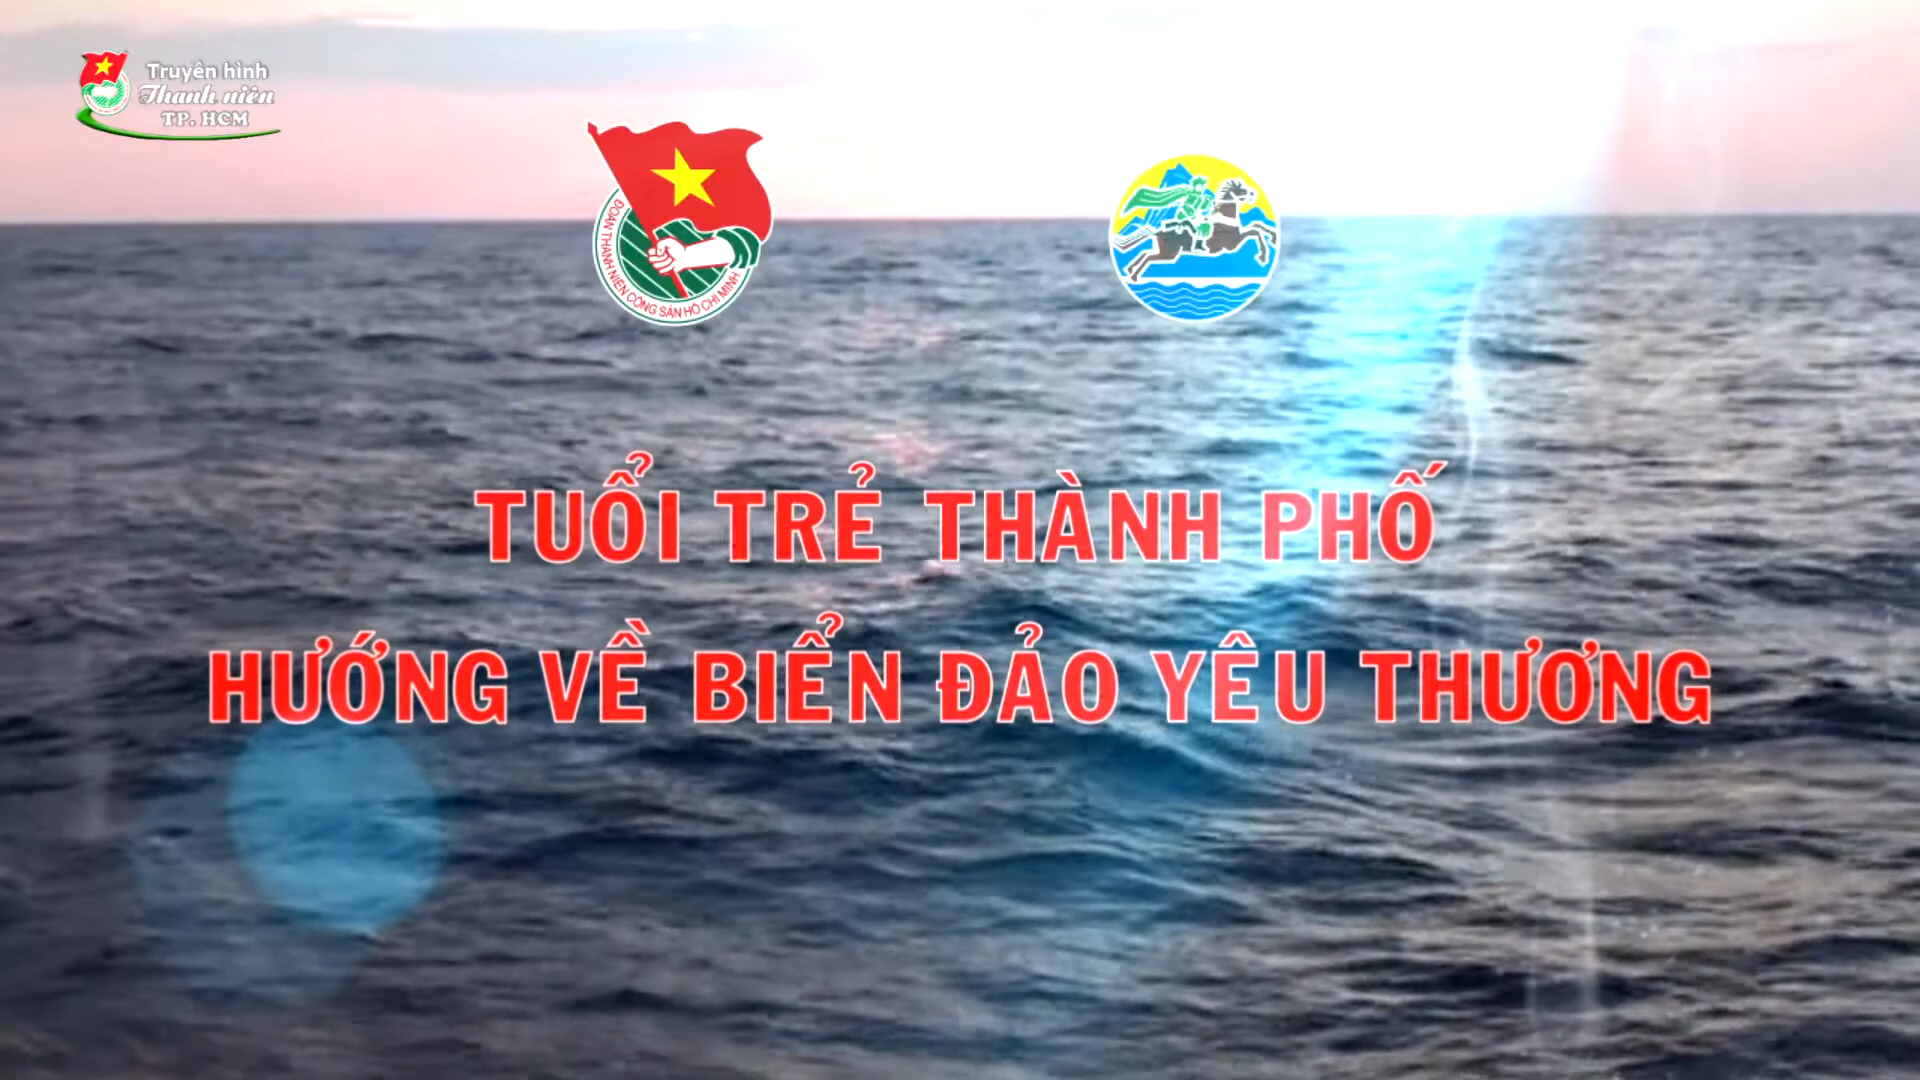 Truyền hình
Thanh niên
TP. HCM
ĐOÀN THANH NIÊN CỘNG SẢN HỒ CHÍ MINH
TUỔI TRẺ THÀNH PHỐ
HƯỚNG VỀ BIỂN ĐẢO YÊU THƯƠNG